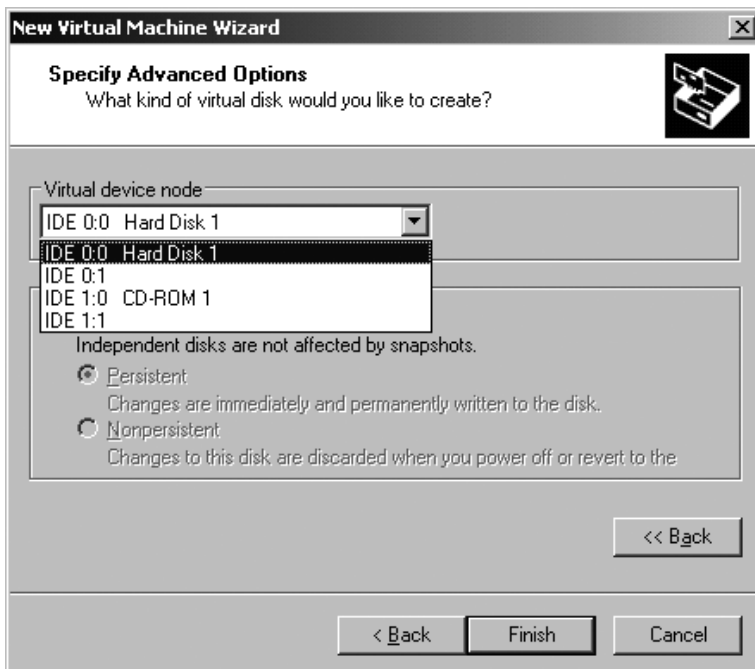 New Virtual Machine Wizard
Specify Advanced Options
What kind of virtual disk would you like to create?
Virtual device node
IDE 0:0 Hard Disk 1
IDE 0:0 Hard Disk 1
IDE 0:1
IDE 1:0 CD-ROM 1
IDE 1:1
Independent disks are not affected by snapshots.
Persistent
Changes are immediately and permanently written to the disk.
Nonpersistent
Changes to this disk are discarded when you power off or revert to the
<< Back
< Back
Finish
Cancel